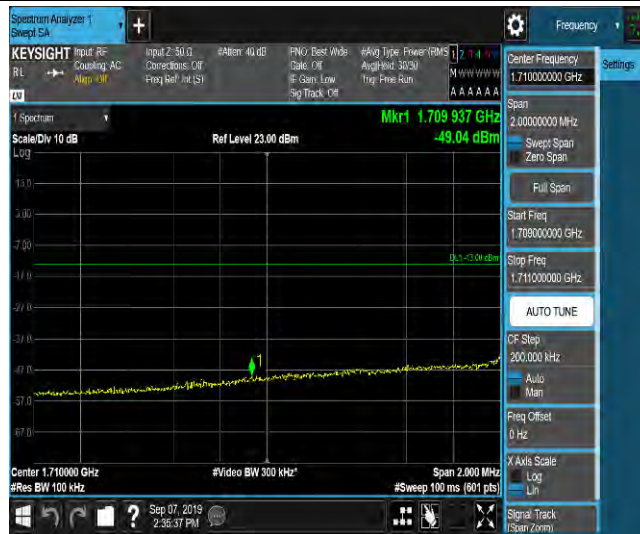 Spectrum Analyzer 1
Swept SA
+
Frequency
KEYSIGHT
RL
Input: RF
Coupling: AC
Align: Off
Input Z: 50 Ω
Corrections: Off
Freq Ref: Int (S)
#Atten: 40 dB
PNO: Best Wide
Gate: Off
IF Gain: Low
Sig Track: Off
#Avg Type: Power (RMS
Avg|Hold: 30/30
Trig: Free Run
M W W W W W
A A A A A A
LW
1 Spectrum
Scale/Div 10 dB
Log
Ref Level 23.00 dBm
Mkr1 1.709 937 GHz
-49.04 dBm
13.0
3.00
-7.00
-17.0
-27.0
-37.0
-47.0
-57.0
-67.0
DL1 -13.00 dBm
1
Center 1.710000 GHz
#Res BW 100 kHz
#Video BW 300 kHz*
Span 2.000 MHz
#Sweep 100 ms (601 pts)
Center Frequency
1.710000000 GHz
Settings
Span
2.00000000 MHz
Swept Span
Zero Span
Full Span
Start Freq
1.709000000 GHz
Stop Freq
1.711000000 GHz
AUTO TUNE
CF Step
200.000 kHz
Auto
Man
Freq Offset
0 Hz
X Axis Scale
Log
Lin
Signal Track
(Span Zoom)
?
Sep 07, 2019
2:35:37 PM